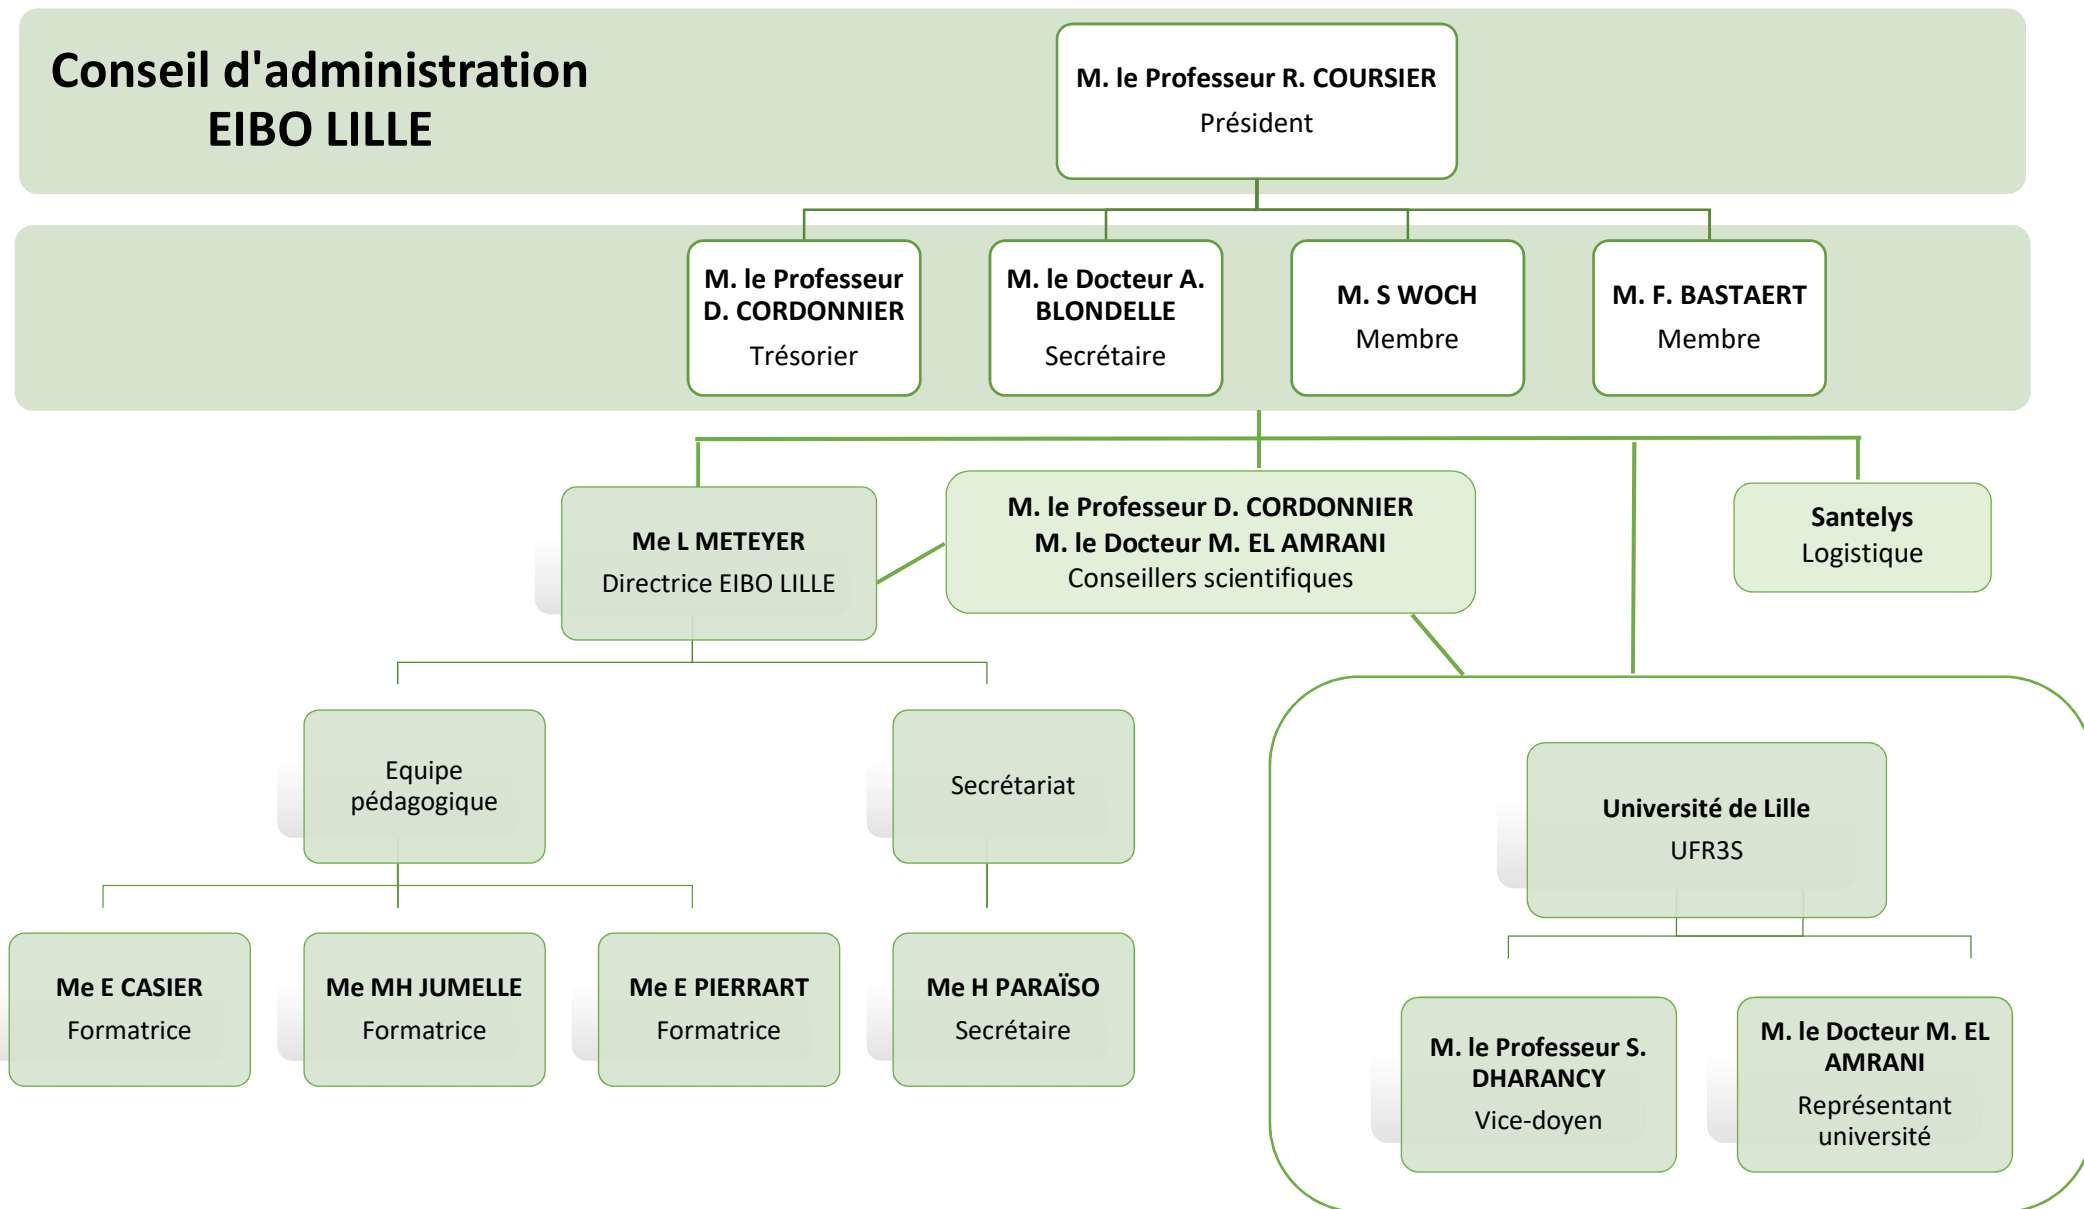 Conseil d'administration
EIBO LILLE
M. le Professeur R. COURSIER
Président
M. le Professeur
D. CORDONNIER
Trésorier
M. le Docteur A.
BLONDELLE
Secrétaire
M. S WOCH
Membre
M. F. BASTAERT
Membre
Me L METEYER
Directrice EIBO LILLE
M. le Professeur D. CORDONNIER
M. le Docteur M. EL AMRANI
Conseillers scientifiques
Santelys
Logistique
Equipe
pédagogique
Secrétariat
Université de Lille
UFR3S
Me E CASIER
Formatrice
Me MH JUMELLE
Formatrice
Me E PIERRART
Formatrice
Me H PARAÏSO
Secrétaire
M. le Professeur S.
DHARANCY
Vice-doyen
M. le Docteur M. EL
AMRANI
Représentant
université